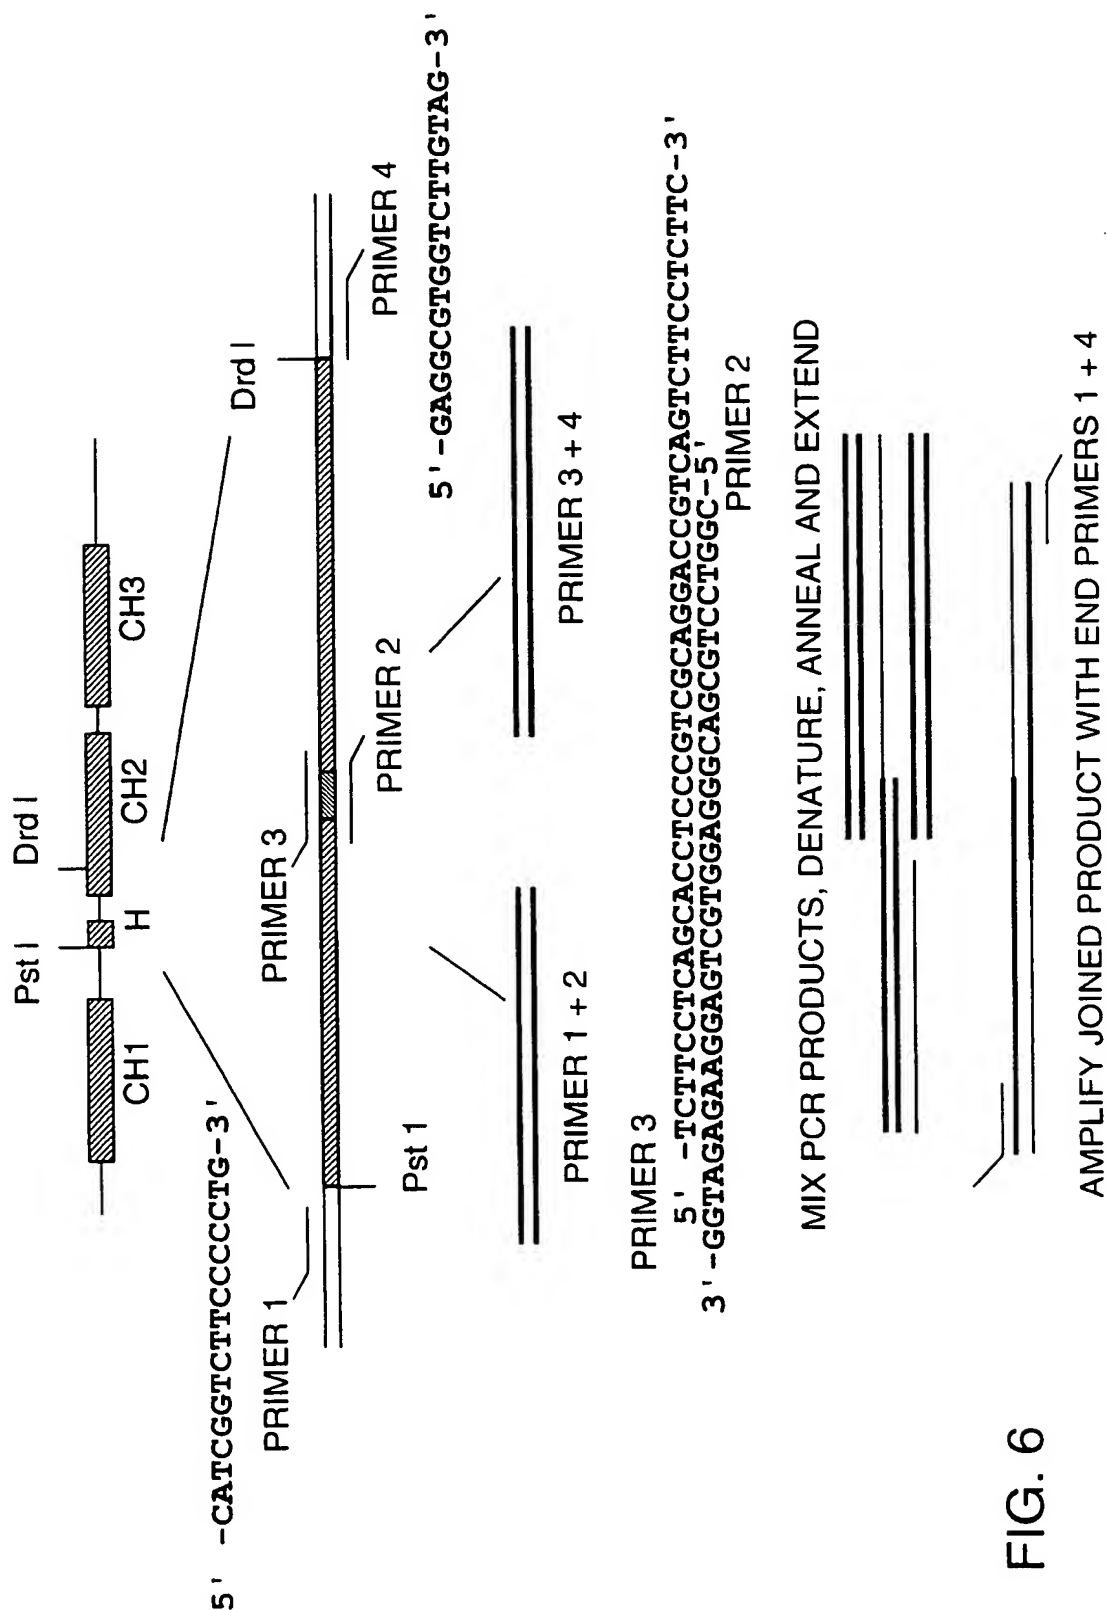 Pst I
Drd I
CH1
H
CH2
CH3
5' -CATCGGTCTTCCCCCTG-3'
Drd I
PRIMER 1
PRIMER 3
Pst 1
PRIMER 2
PRIMER 4
5'-GAGGCGTGGTCTTGTAG-3'
PRIMER 1 + 2
PRIMER 3 + 4
PRIMER 3
5' -TCTTCCTCAGCACCTCCCGTCGCAGGACCGTCAGTCTTCCTCTTC-3'
3'-GGTAGAGAAGGAGTCGTGGAGGGCAGCGTCCTGGC-5'
PRIMER 2
MIX PCR PRODUCTS, DENATURE, ANNEAL AND EXTEND
AMPLIFY JOINED PRODUCT WITH END PRIMERS 1 + 4
FIG. 6